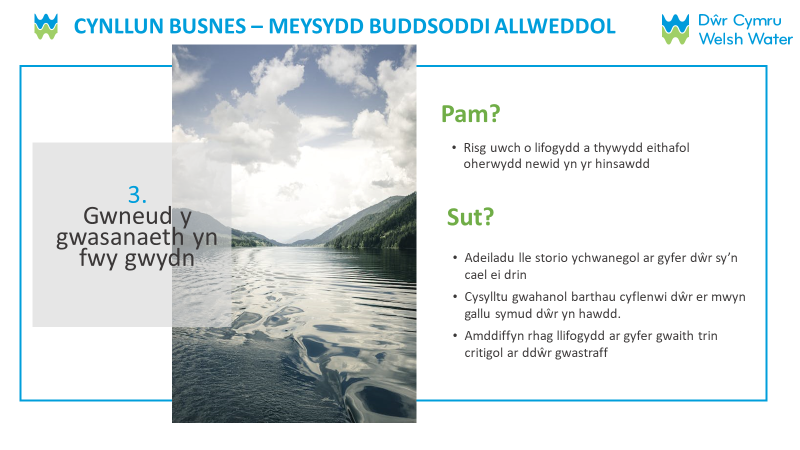 CYNLLUN BUSNES – MEYSYDD BUDDSODDI ALLWEDDOL
Dŵr Cymru
Welsh Water
3.
Gwneud y
gwasanaeth yn
fwy gwydn
Pam?
• Risg uwch o lifogydd a thywydd eithafol
oherwydd newid yn yr hinsawdd
Sut?
• Adeiladu lle storio ychwanegol ar gyfer dŵr sy’n
cael ei drin
• Cysylltu gwahanol barthau cyflenwi dŵr er mwyn
gallu symud dŵr yn hawdd.
• Amddiffyn rhag llifogydd ar gyfer gwaith trin
critigol ar ddŵr gwastraff